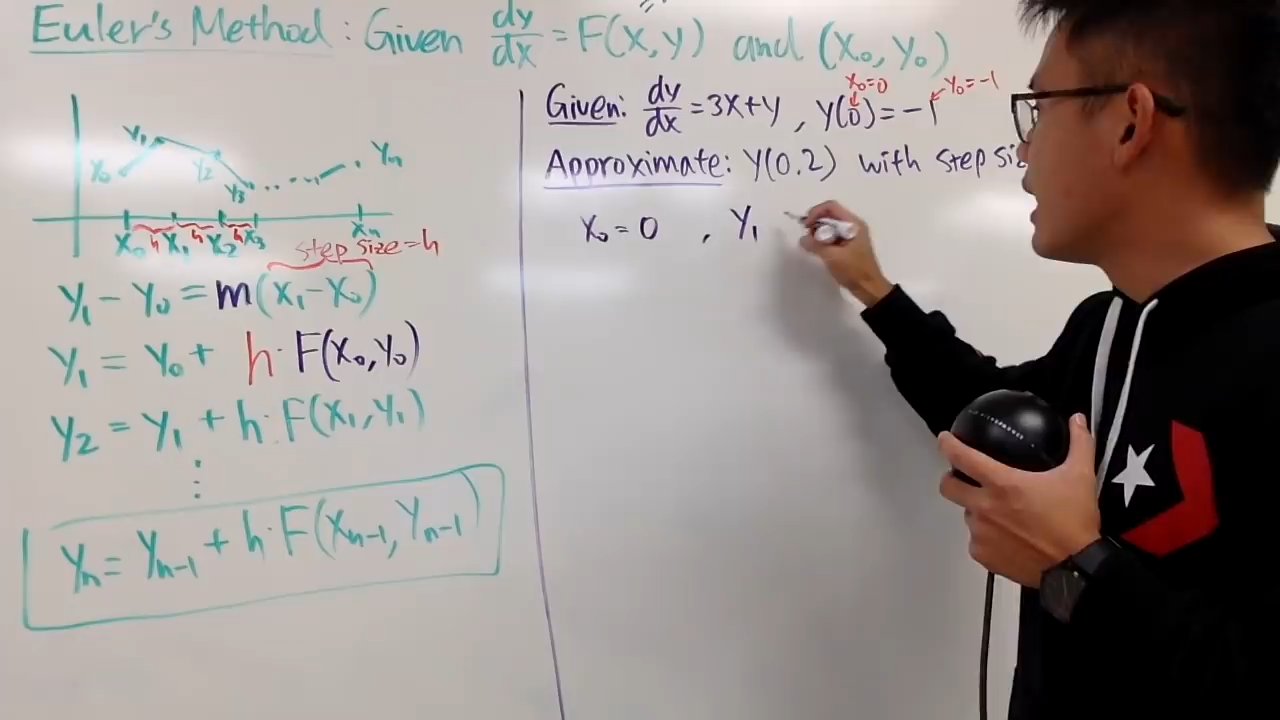 Euler's Method: Given dy/dx = F(x,y) and (x₀, y₀)
y₁
y₀
y₂
y₃
yₙ
x₀ h x₁ h x₂ h x₃ xₙ
step size = h
y₁ - y₀ = m(x₁ - x₀)
y₁ = y₀ + h · F(x₀, y₀)
y₂ = y₁ + h · F(x₁, y₁)
⋮
yₙ = yₙ₋₁ + h · F(xₙ₋₁, yₙ₋₁)
x₀=0 y₀=-1
Given: dy/dx = 3x+y, y(0) = -1
Approximate: y(0.2) with step
x₀ = 0 , y₁